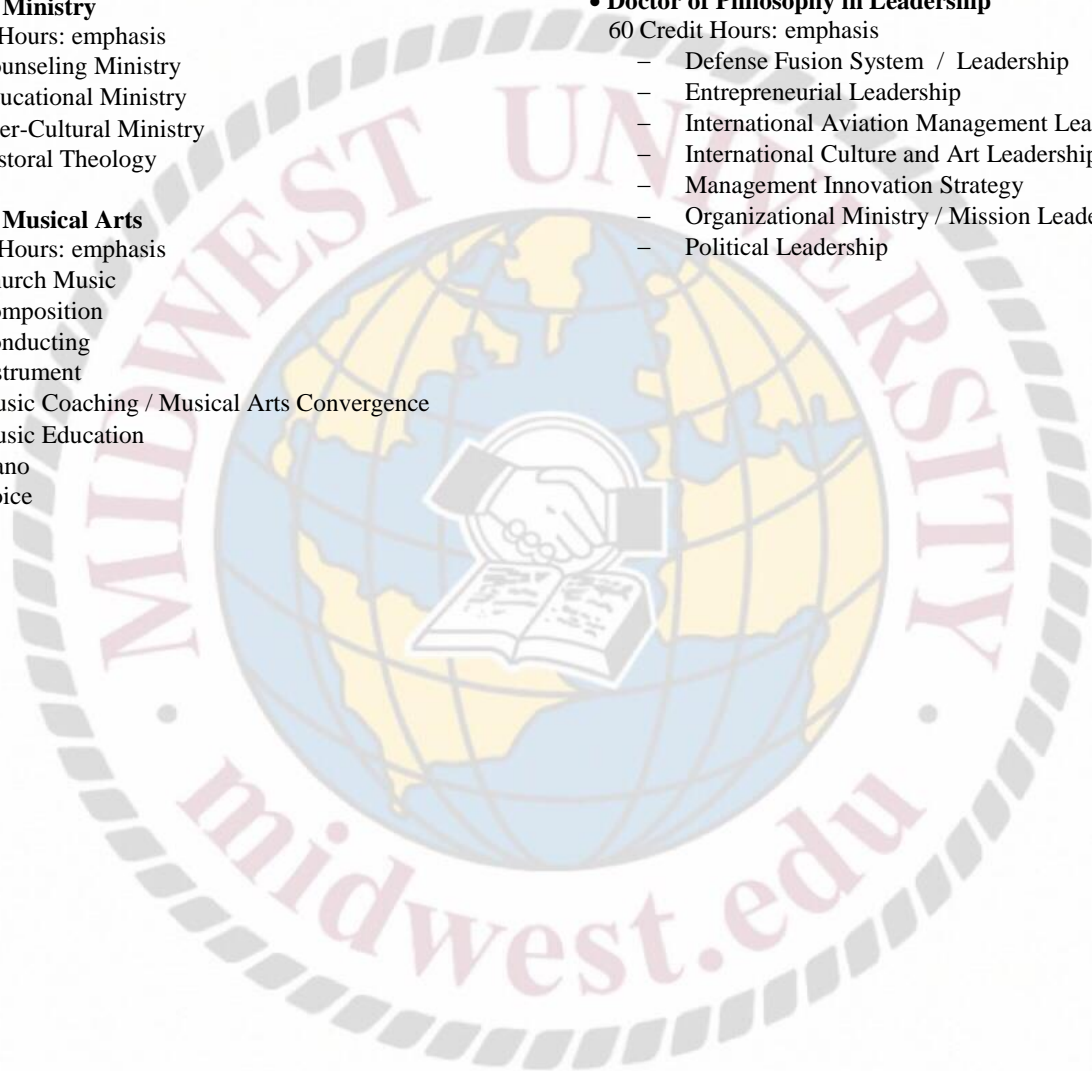 Ministry
Hours: emphasis
ounseling Ministry
ucational Ministry
er-Cultural Ministry
storal Theology
Musical Arts
Hours: emphasis
urch Music
omposition
onducting
strument
usic Coaching / Musical Arts Convergence
usic Education
ano
oice
• Doctor of Philosophy in Leadership
60 Credit Hours: emphasis
– Defense Fusion System / Leadership
– Entrepreneurial Leadership
– International Aviation Management Lea
– International Culture and Art Leadership
– Management Innovation Strategy
– Organizational Ministry / Mission Leade
– Political Leadership
MIDWEST UNIVERSITY
midwest.edu